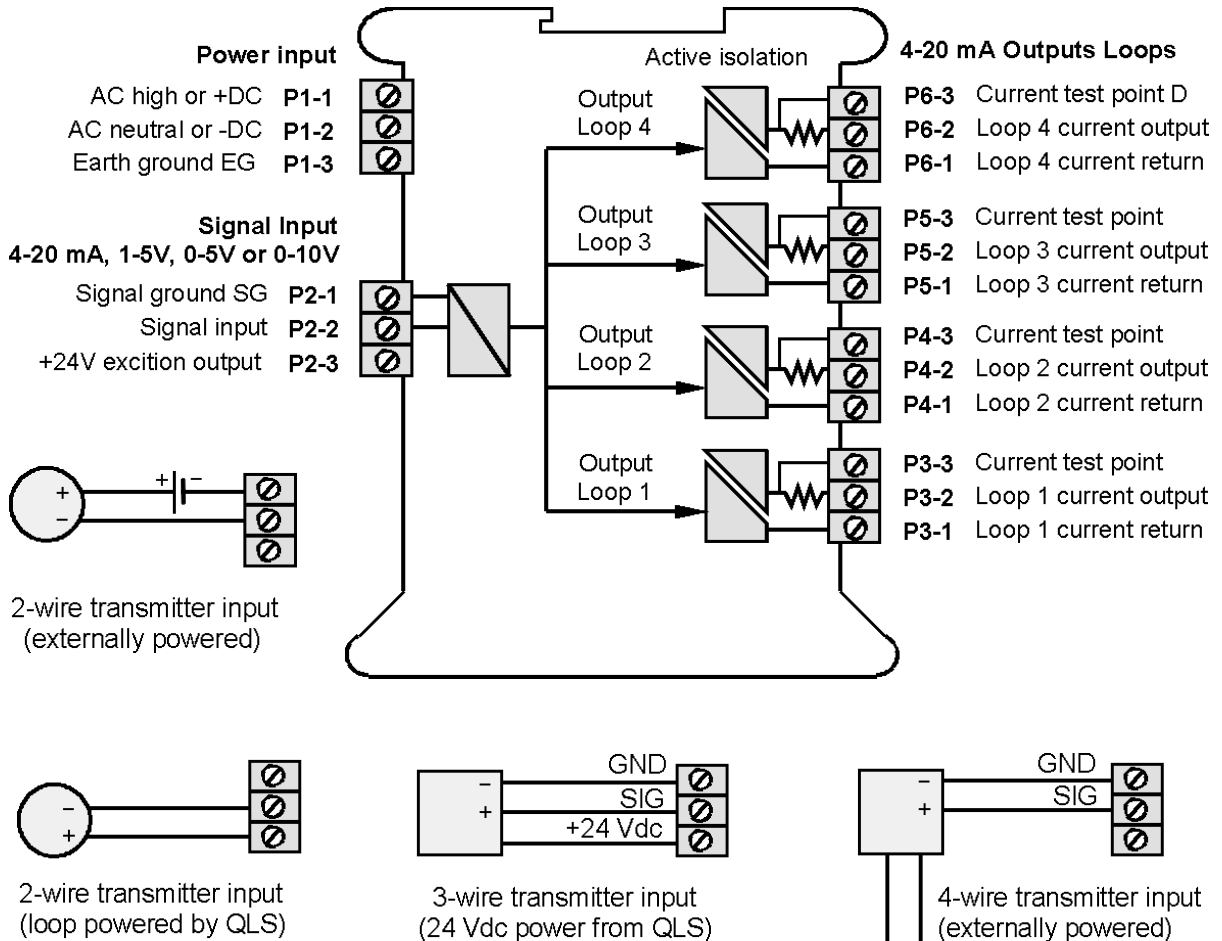 Power input
AC high or +DC P1-1
AC neutral or -DC P1-2
Earth ground EG P1-3
Signal Input
4-20 mA, 1-5V, 0-5V or 0-10V
Signal ground SG P2-1
Signal input P2-2
+24V excition output P2-3
Active isolation
Output
Loop 4
Output
Loop 3
Output
Loop 2
Output
Loop 1
4-20 mA Outputs Loops
P6-3 Current test point D
P6-2 Loop 4 current output
P6-1 Loop 4 current return
P5-3 Current test point
P5-2 Loop 3 current output
P5-1 Loop 3 current return
P4-3 Current test point
P4-2 Loop 2 current output
P4-1 Loop 2 current return
P3-3 Current test point
P3-2 Loop 1 current output
P3-1 Loop 1 current return
+ + −
−
2-wire transmitter input
(externally powered)
−
+
2-wire transmitter input
(loop powered by QLS)
− GND
+ SIG
+24 Vdc
3-wire transmitter input
(24 Vdc power from QLS)
− GND
+ SIG
4-wire transmitter input
(externally powered)